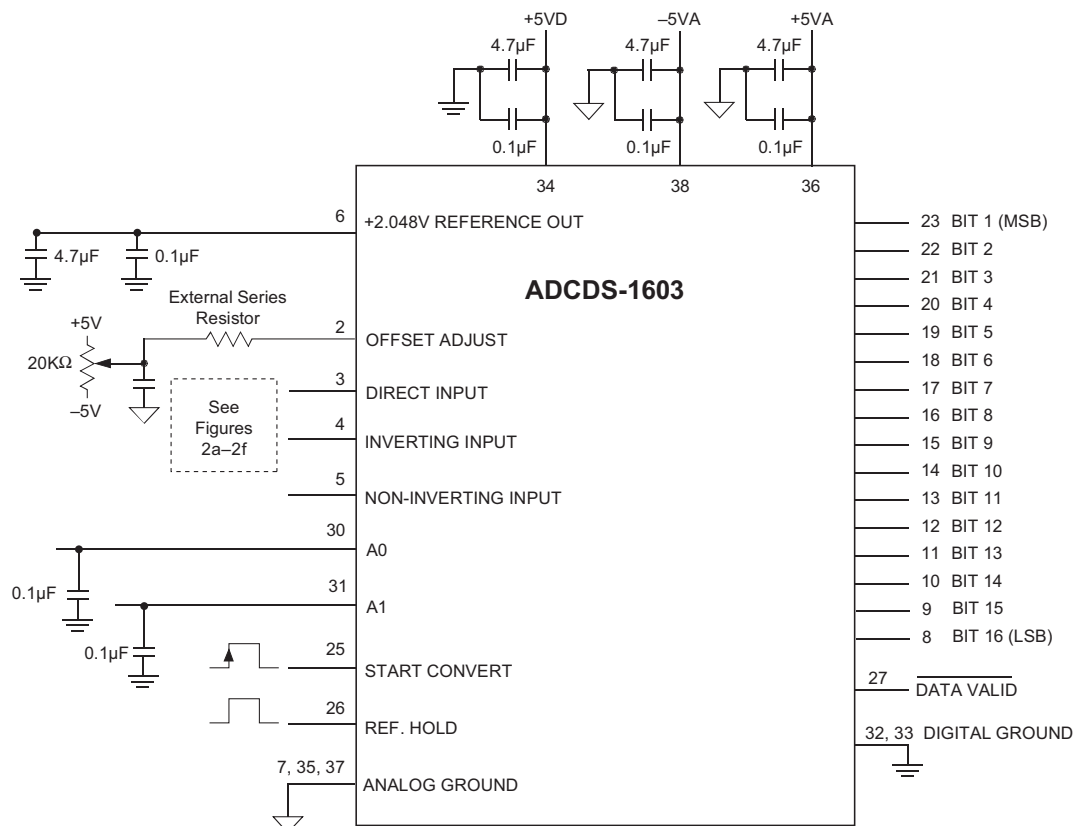 +5VD
–5VA
+5VA
4.7µF
4.7µF
4.7µF
0.1µF
0.1µF
0.1µF
34
38
36
6
+2.048V REFERENCE OUT
4.7µF
0.1µF
ADCDS-1603
External Series
Resistor
+5V
20KΩ
–5V
2
OFFSET ADJUST
3
DIRECT INPUT
See
Figures
2a–2f
4
INVERTING INPUT
5
NON-INVERTING INPUT
30
A0
0.1µF
31
A1
0.1µF
25
START CONVERT
26
REF. HOLD
7, 35, 37
ANALOG GROUND
23 BIT 1 (MSB)
22 BIT 2
21 BIT 3
20 BIT 4
19 BIT 5
18 BIT 6
17 BIT 7
16 BIT 8
15 BIT 9
14 BIT 10
13 BIT 11
12 BIT 12
11 BIT 13
10 BIT 14
9 BIT 15
8 BIT 16 (LSB)
27
DATA VALID
32, 33 DIGITAL GROUND